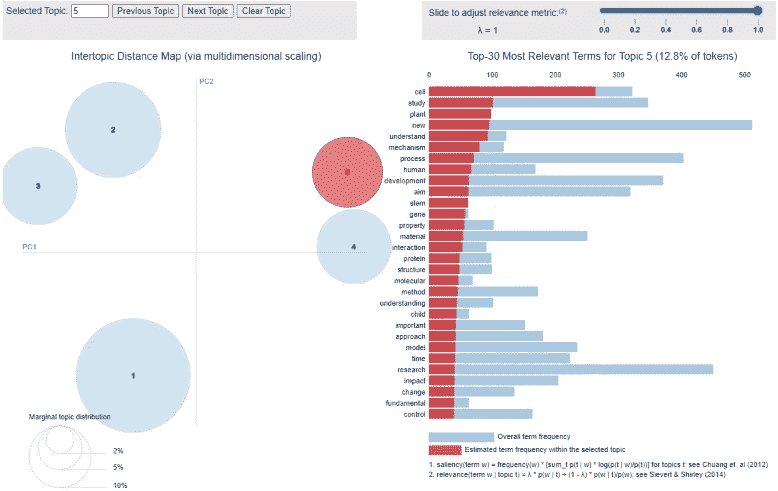 Selected Topic: 5 Previous Topic Next Topic Clear Topic
Slide to adjust relevance metric:(2)
λ = 1
0.0 0.2 0.4 0.6 0.8 1.0
Intertopic Distance Map (via multidimensional scaling)
PC2
PC1
2
3
5
4
1
Marginal topic distribution
2%
5%
10%
Top-30 Most Relevant Terms for Topic 5 (12.8% of tokens)
0 100 200 300 400 500
cell
study
plant
new
understand
mechanism
process
human
development
aim
stem
gene
property
material
interaction
protein
structure
molecular
method
understanding
child
important
approach
model
time
research
impact
change
fundamental
control
Overall term frequency
Estimated term frequency within the selected topic
1. saliency(term w) = frequency(w) * [sum_t p(t | w) * log(p(t | w)/p(t))] for topics t; see Chuang et. al (2012)
2. relevance(term w | topic t) = λ * p(w | t) + (1 - λ) * p(w | t)/p(w); see Sievert & Shirley (2014)